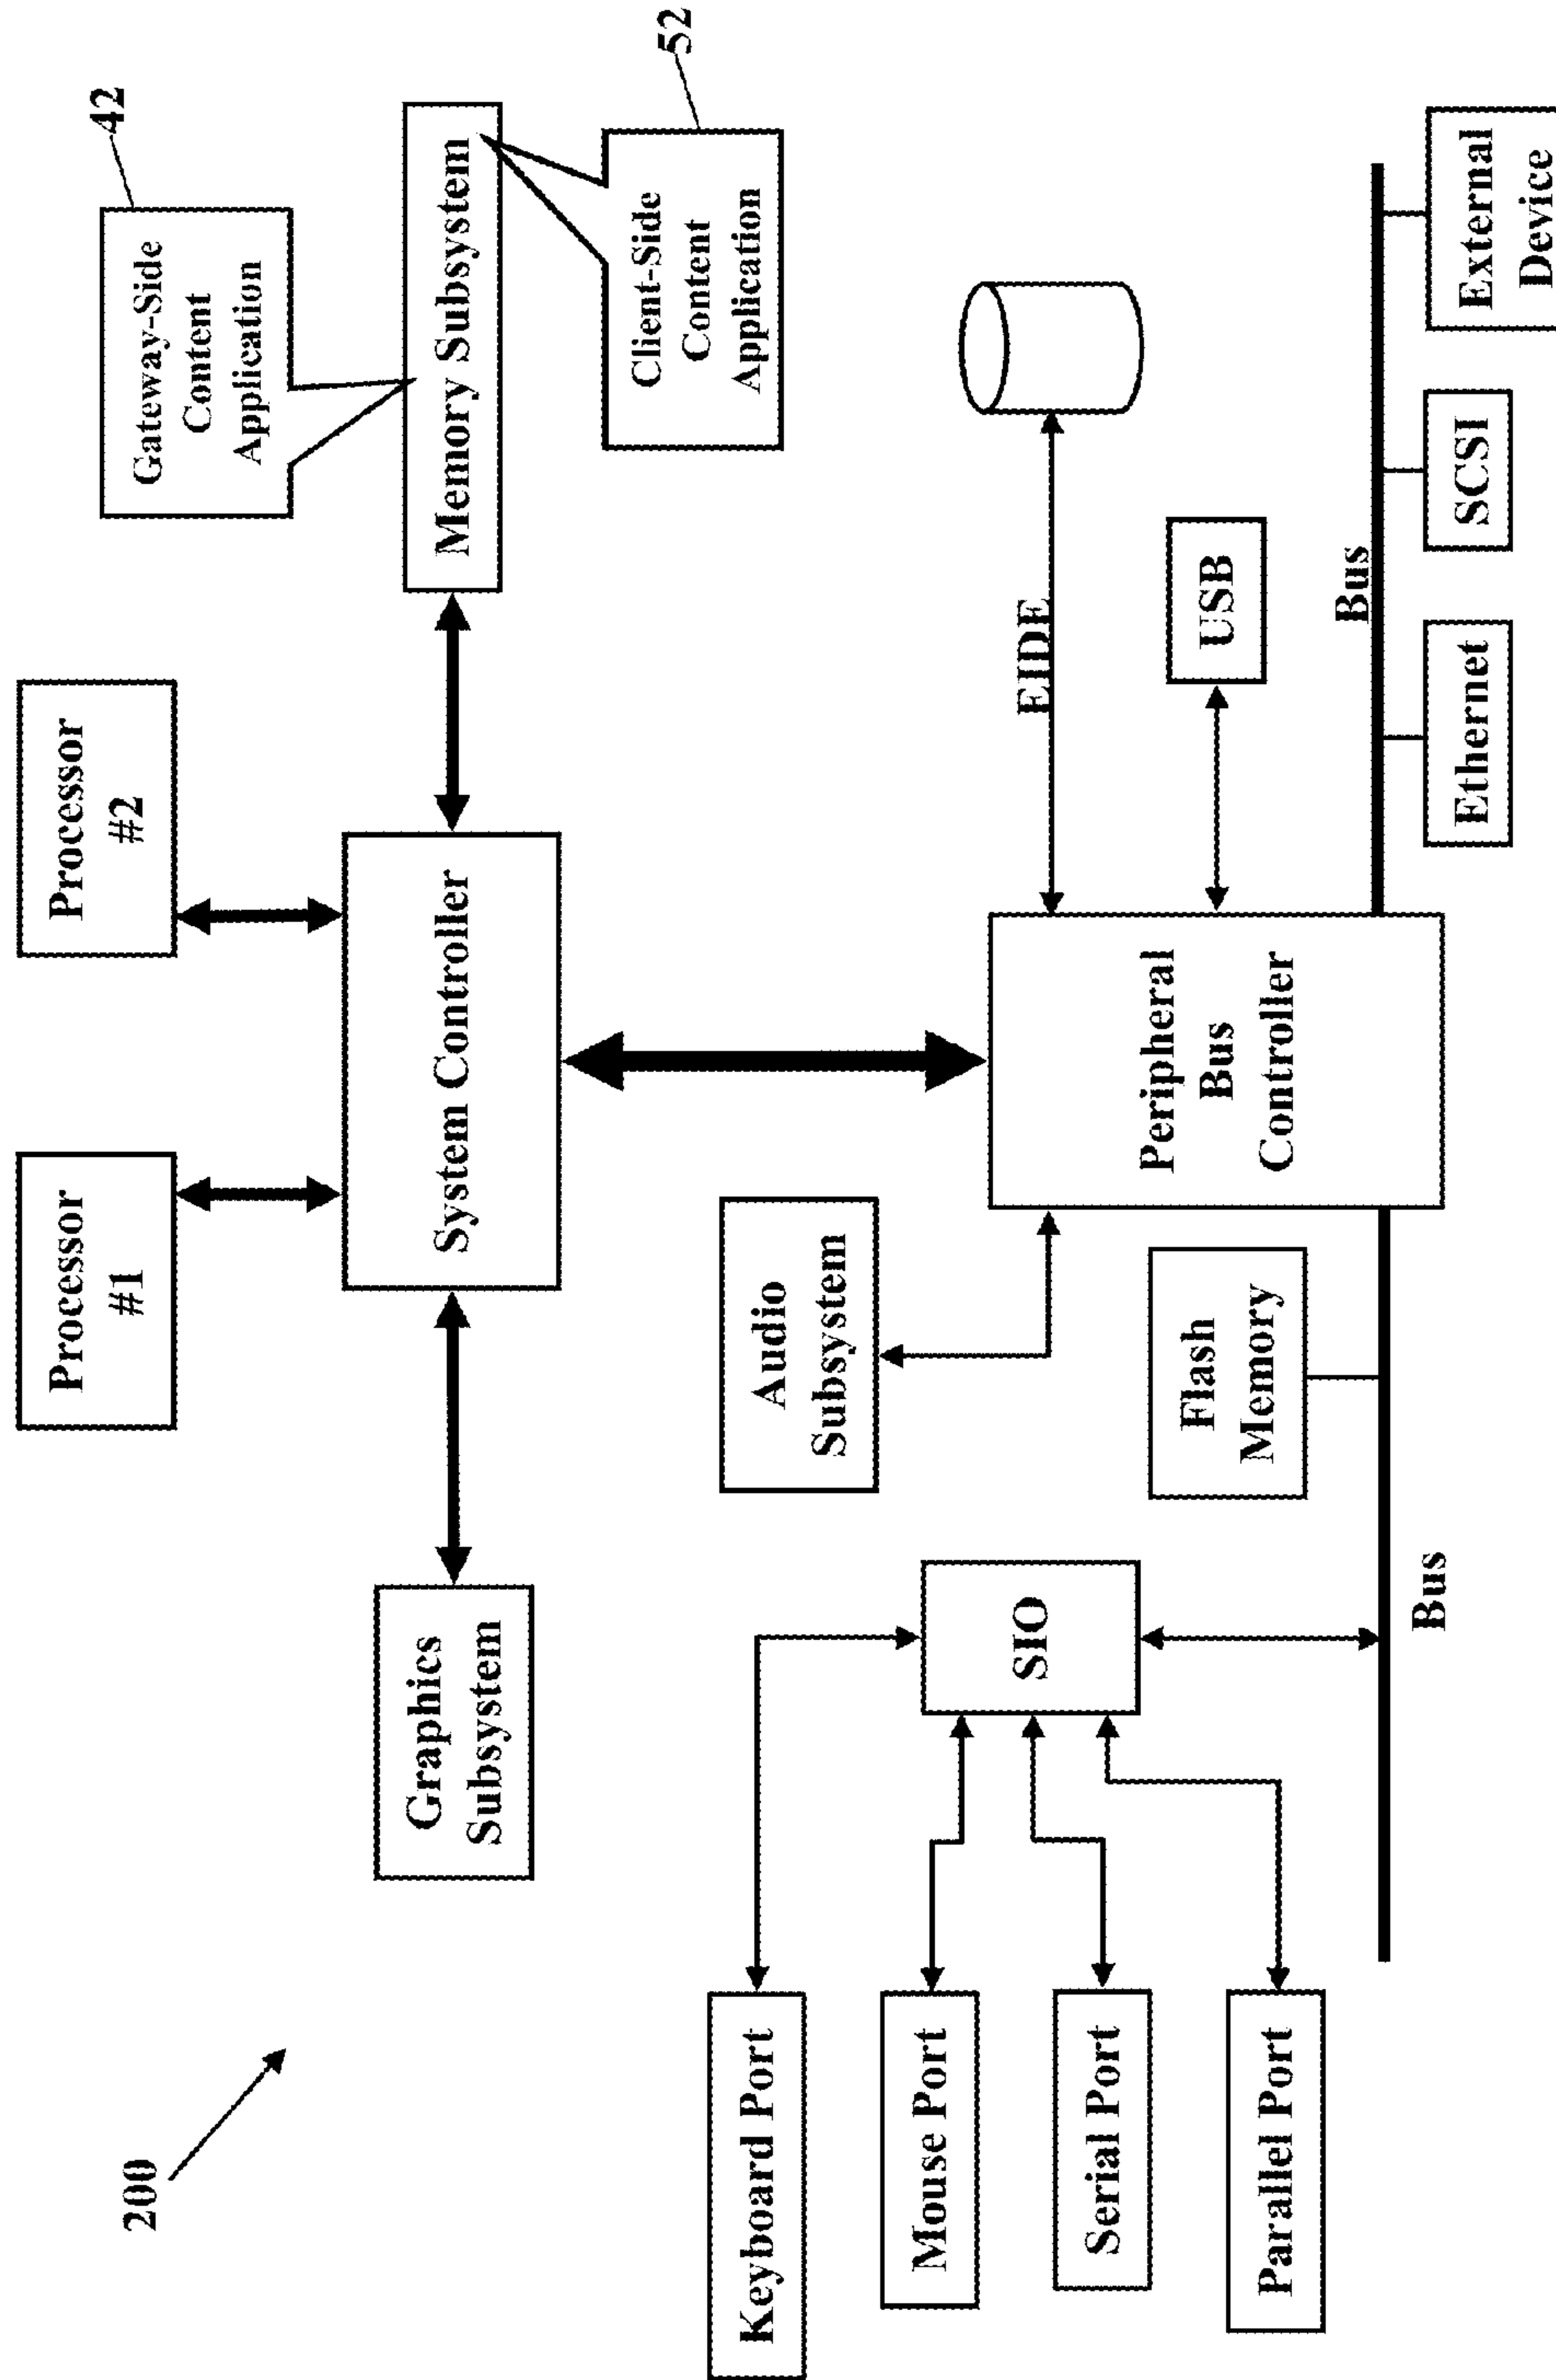 200
Processor
#1
Processor
#2
Gateway-Side
Content
Application
42
Graphics
Subsystem
System Controller
Memory Subsystem
Client-Side
Content
Application
52
Keyboard Port
Mouse Port
Serial Port
Parallel Port
SIO
Audio
Subsystem
Flash
Memory
Peripheral
Bus
Controller
EIDE
USB
Bus
Bus
Ethernet
SCSI
External
Device